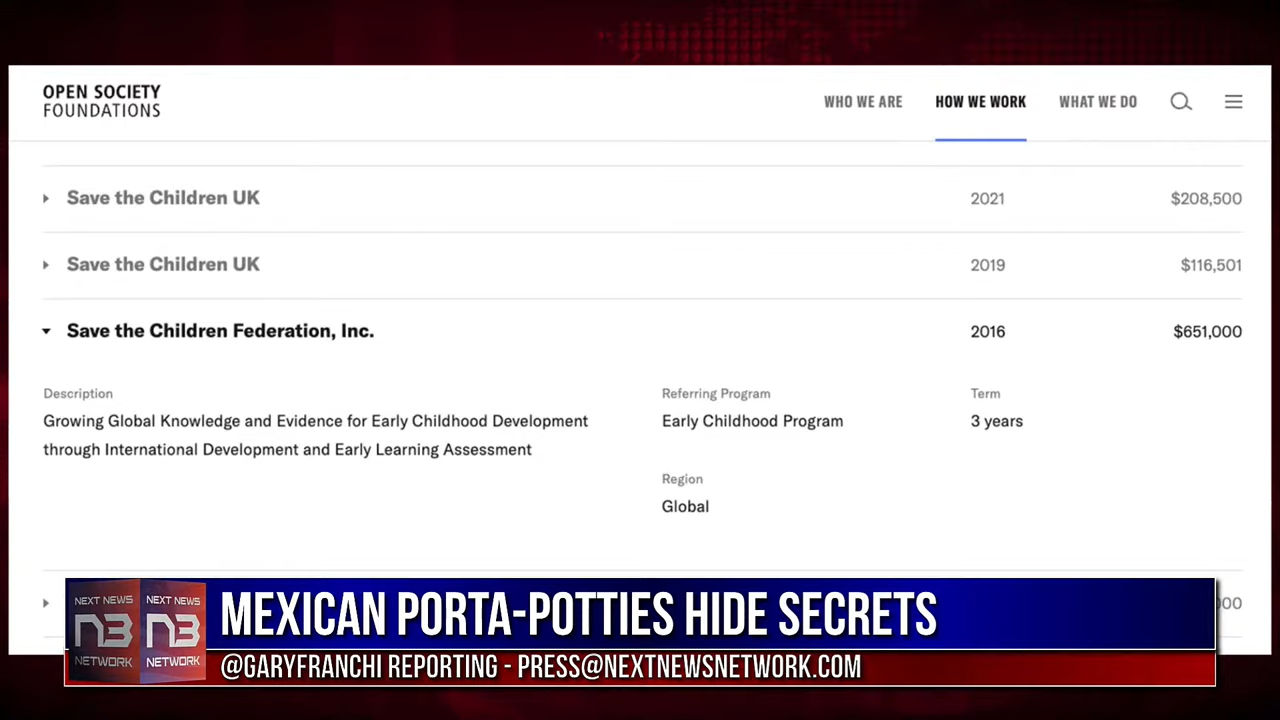 OPEN SOCIETY
FOUNDATIONS
WHO WE ARE HOW WE WORK WHAT WE DO
Save the Children UK 2021 $208,500
Save the Children UK 2019 $116,501
Save the Children Federation, Inc. 2016 $651,000
Description Referring Program Term
Growing Global Knowledge and Evidence for Early Childhood Development Early Childhood Program 3 years
through International Development and Early Learning Assessment
Region
Global
NEXT NEWS NEXT NEWS
N3 N3
NETWORK NETWORK
MEXICAN PORTA-POTTIES HIDE SECRETS
@GARYFRANCHI REPORTING - PRESS@NEXTNEWSNETWORK.COM